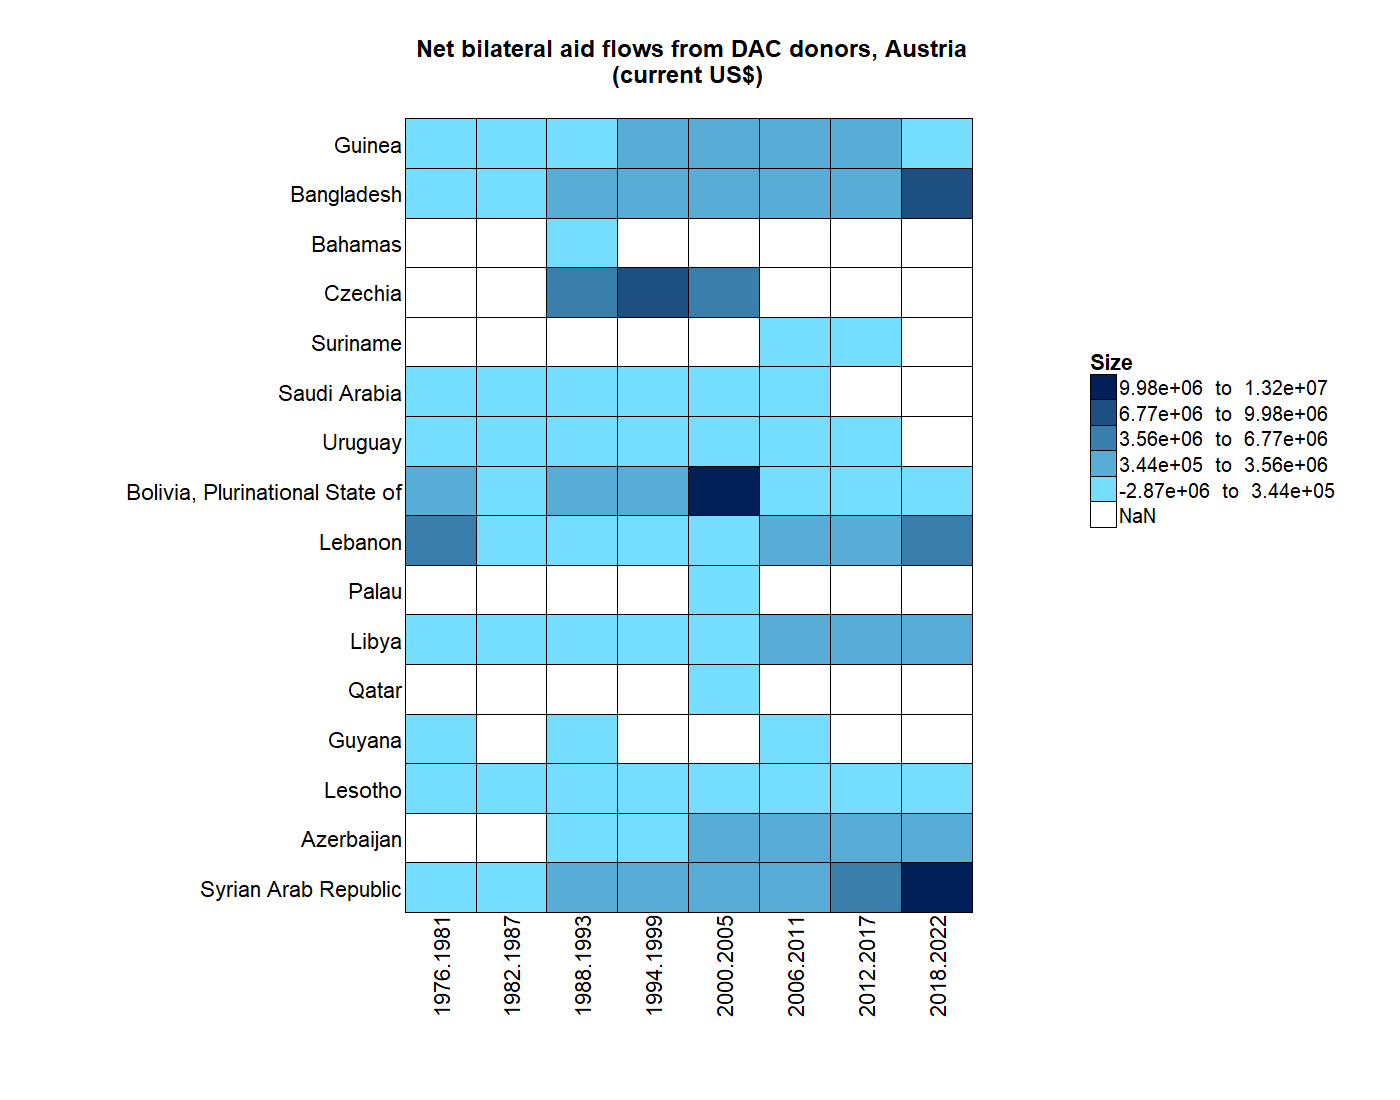 Net bilateral aid flows from DAC donors, Austria
(current US$)
Guinea
Bangladesh
Bahamas
Czechia
Suriname
Saudi Arabia
Uruguay
Bolivia, Plurinational State of
Lebanon
Palau
Libya
Qatar
Guyana
Lesotho
Azerbaijan
Syrian Arab Republic
1976.1981
1982.1987
1988.1993
1994.1999
2000.2005
2006.2011
2012.2017
2018.2022
Size
9.98e+06 to 1.32e+07
6.77e+06 to 9.98e+06
3.56e+06 to 6.77e+06
3.44e+05 to 3.56e+06
-2.87e+06 to 3.44e+05
NaN